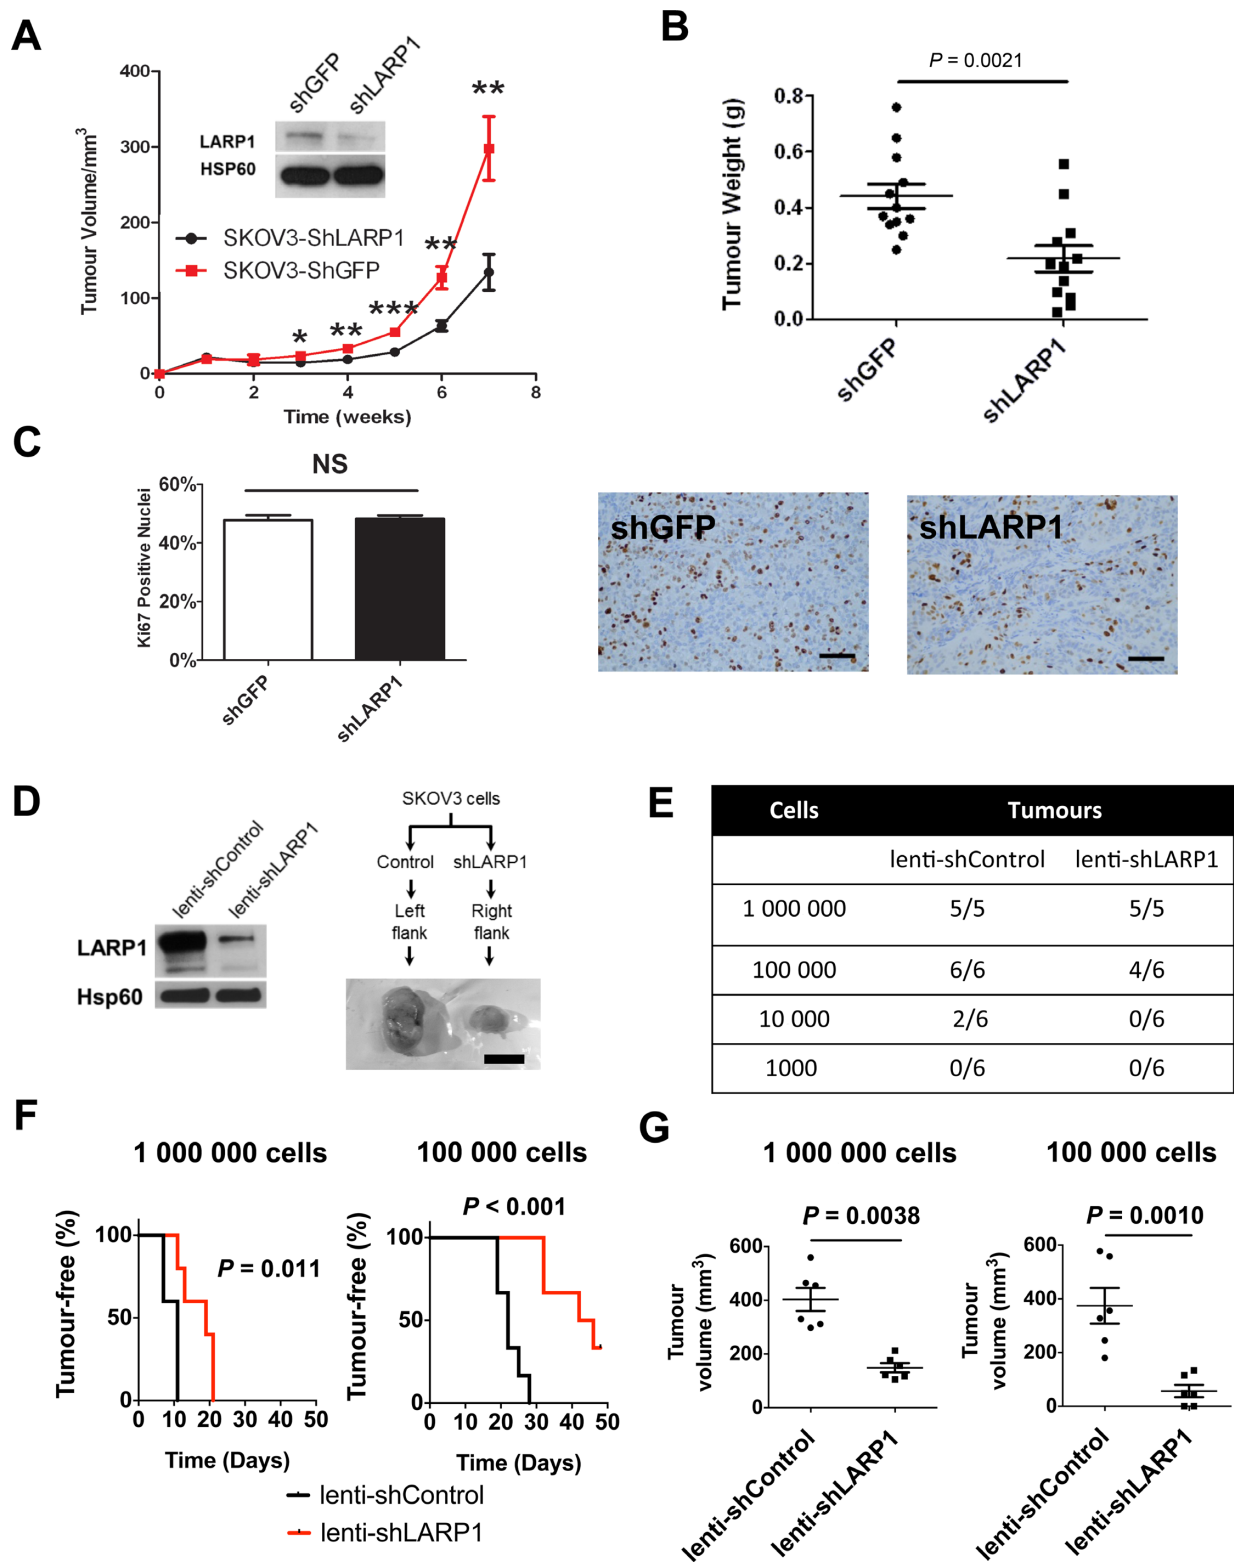 A
shGFP
shLARP1
LARP1
HSP60
Tumour Volume/mm³
400
300
200
100
0
SKOV3-ShLARP1
SKOV3-ShGFP
*
**
***
**
**
0
2
4
6
8
Time (weeks)
B
P = 0.0021
Tumour Weight (g)
0.8
0.6
0.4
0.2
0.0
shGFP
shLARP1
C
NS
Ki67 Positive Nuclei
60%
40%
20%
0%
shGFP
shLARP1
shGFP
shLARP1
D
lenti-shControl
lenti-shLARP1
LARP1
Hsp60
SKOV3 cells
Control shLARP1
Left flank
Right flank
E
Cells Tumours
lenti-shControl lenti-shLARP1
1 000 000 5/5 5/5
100 000 6/6 4/6
10 000 2/6 0/6
1000 0/6 0/6
F
1 000 000 cells
Tumour-free (%)
100
50
0
P = 0.011
0 10 20 30 40 50
Time (Days)
100 000 cells
P < 0.001
Tumour-free (%)
100
50
0
0 10 20 30 40 50
Time (Days)
lenti-shControl
lenti-shLARP1
G
1 000 000 cells
P = 0.0038
Tumour
volume (mm³)
600
400
200
0
lenti-shControl
lenti-shLARP1
100 000 cells
P = 0.0010
Tumour
volume (mm³)
600
400
200
0
lenti-shControl
lenti-shLARP1